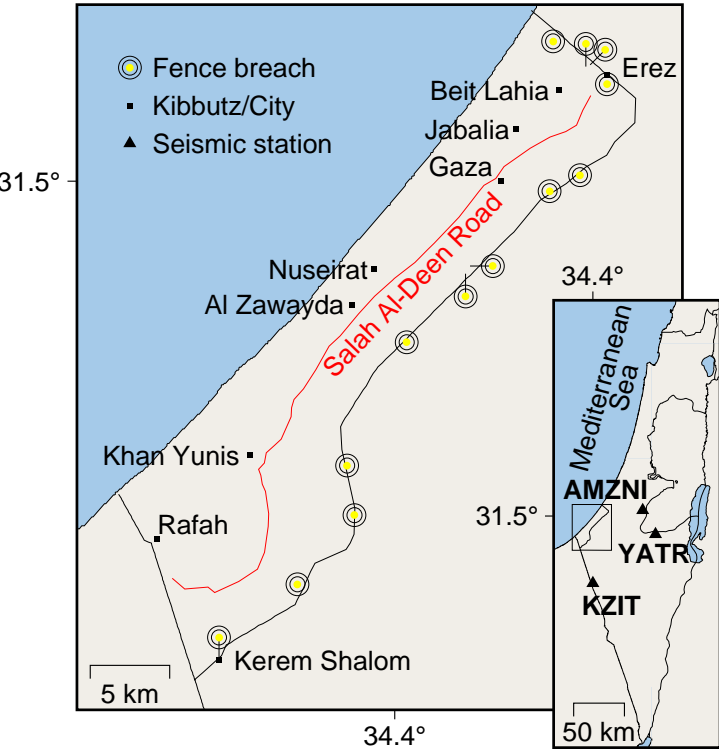 Fence breach
Kibbutz/City
Seismic station
Erez
Beit Lahia
Jabalia
Gaza
31.5°
Salah Al-Deen Road
Nuseirat
Al Zawayda
34.4°
Mediterranean
Sea
Khan Yunis
AMZNI
31.5°
Rafah
YATR
KZIT
Kerem Shalom
5 km
50 km
34.4°